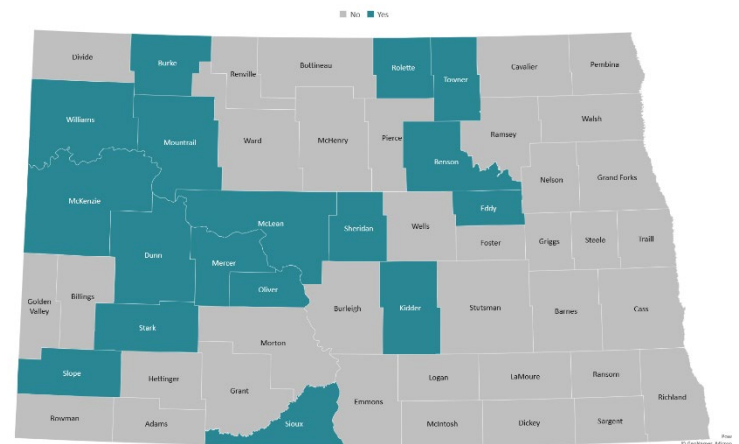 No Yes
Divide
Burke
Renville
Bottineau
Rolette
Towner
Cavalier
Pembina
Williams
Mountrail
Ward
McHenry
Pierce
Ramsey
Walsh
Benson
Nelson
Grand Forks
McKenzie
McLean
Sheridan
Wells
Eddy
Foster
Griggs
Steele
Traill
Dunn
Mercer
Oliver
Golden
Valley
Billings
Burleigh
Kidder
Stutsman
Barnes
Cass
Stark
Morton
Slope
Hettinger
Grant
Logan
LaMoure
Ransom
Richland
Emmons
Bowman
Adams
Sioux
McIntosh
Dickey
Sargent